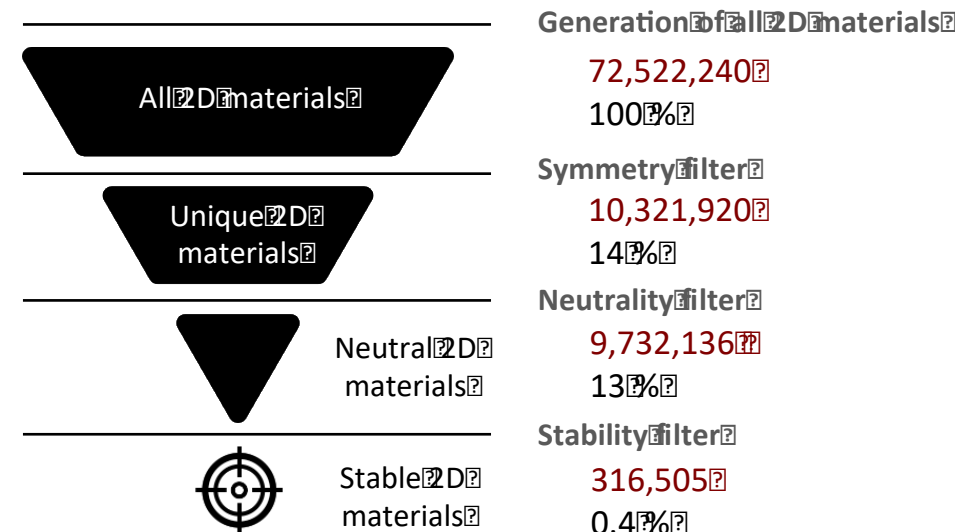 Generation of all 2D materials
72,522,240
100 %
All 2D materials
Symmetry filter
10,321,920
14 %
Unique 2D
materials
Neutrality filter
9,732,136
13 %
Neutral 2D
materials
Stability filter
316,505
0.4 %
Stable 2D
materials